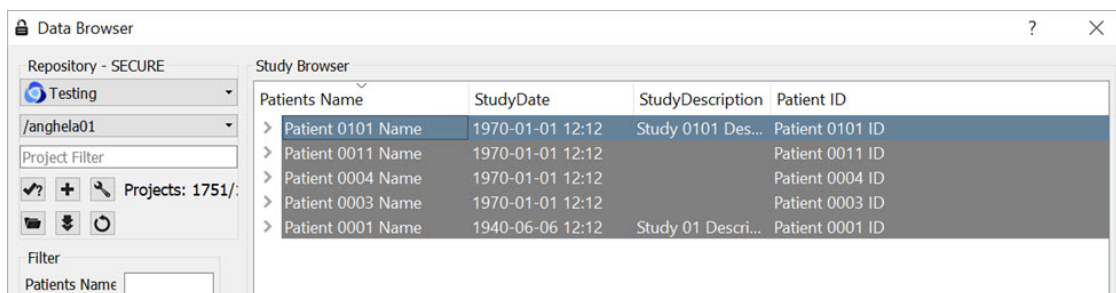 Data Browser
Repository - SECURE
Testing
/anghela01
Project Filter
Projects: 1751/
Filter
Patients Name
Study Browser
Patients Name StudyDate StudyDescription Patient ID
Patient 0101 Name 1970-01-01 12:12 Study 0101 Des... Patient 0101 ID
Patient 0011 Name 1970-01-01 12:12 Patient 0011 ID
Patient 0004 Name 1970-01-01 12:12 Patient 0004 ID
Patient 0003 Name 1970-01-01 12:12 Patient 0003 ID
Patient 0001 Name 1940-06-06 12:12 Study 01 Descri... Patient 0001 ID